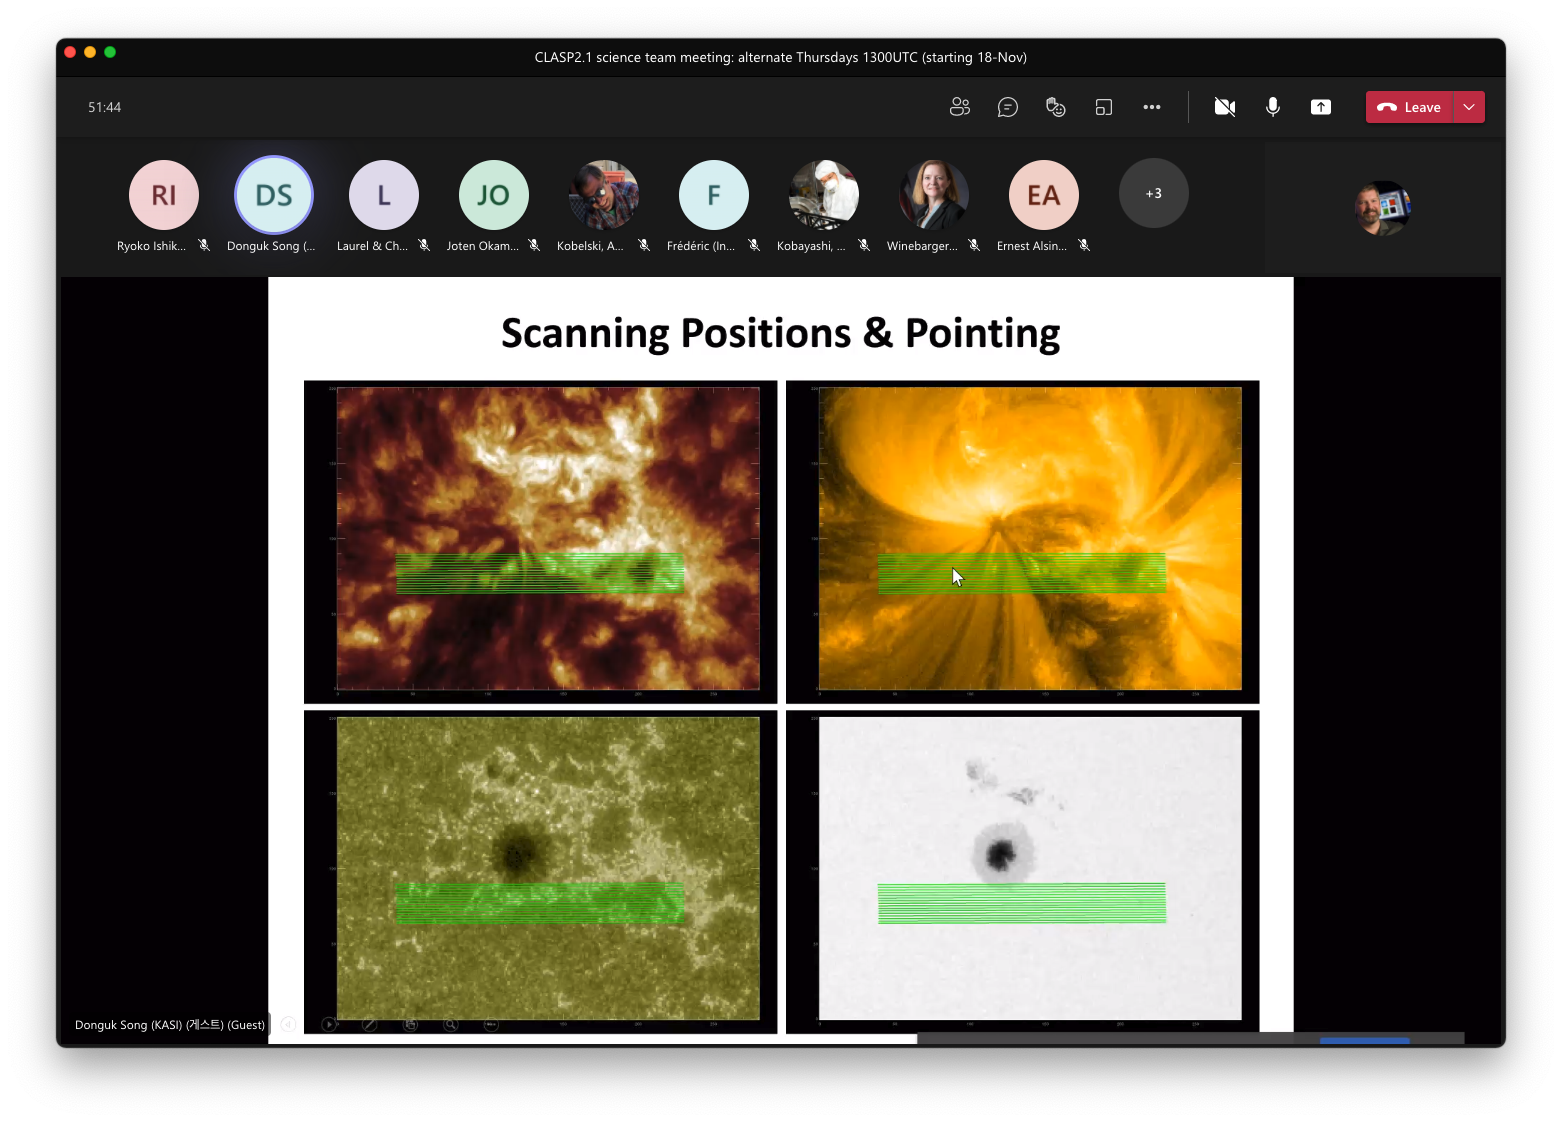 CLASP2.1 science team meeting: alternate Thursdays 1300UTC (starting 18-Nov)
51:44
Leave
RI
DS
L
JO
F
EA
+3
Ryoko Ishik...
Donguk Song (...
Laurel & Ch...
Joten Okam...
Kobelski, A...
Frédéric (In...
Kobayashi, ...
Winebarger...
Ernest Alsin...
Scanning Positions & Pointing
Donguk Song (KASI) (게스트) (Guest)